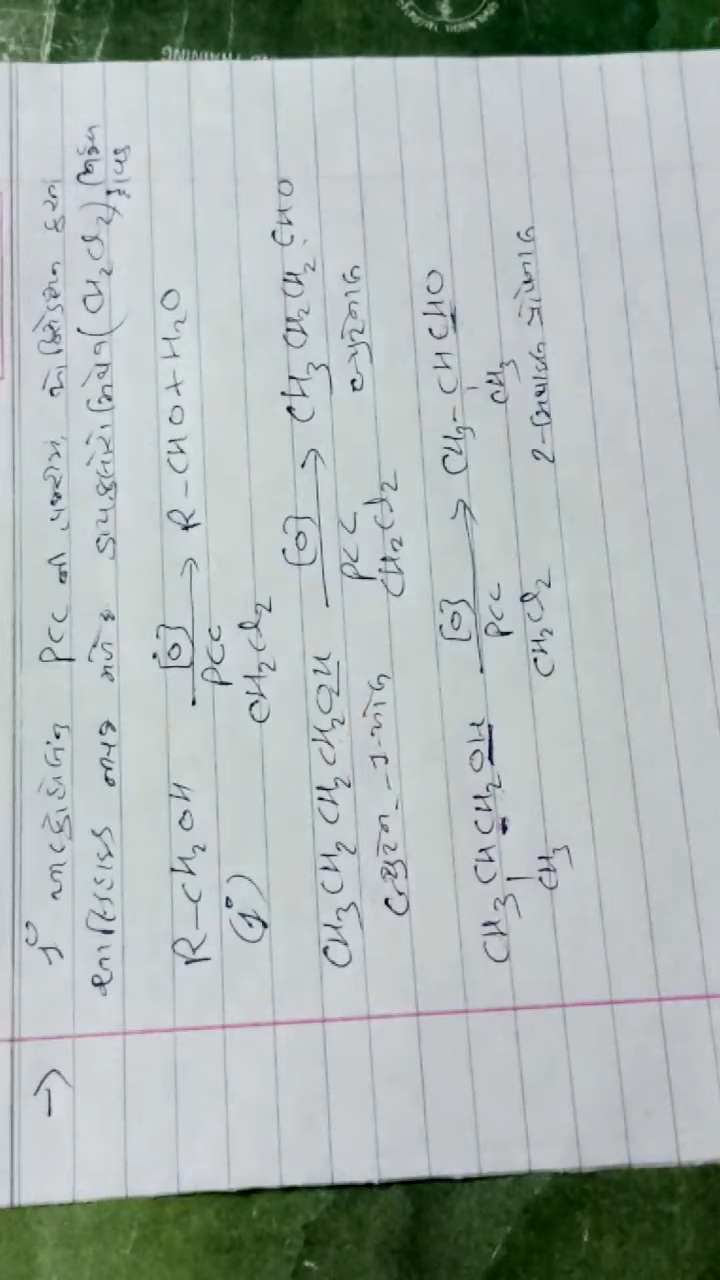 → 1° આલ્કોહોલનું PCC ની હાજરીમાં ઓક્સિડેશન કરતા
આલ્ડિહાઇડ મળે છે ડાયક્લોરો મિથેન (CH2Cl2)
R-CH2OH [O] → R-CHO + H2O
(1°) PCC
CH2Cl2
CH3CH2CH2CH2OH [O] → CH3CH2CH2CHO
બ્યુટેન-1-ઓલ PCC બ્યુટેનાલ
CH2Cl2
CH3CHCH2OH [O] → CH3-CHCHO
CH3 PCC CH3
CH2Cl2 2-મિથાઇલ પ્રોપેનાલ
TRAINING